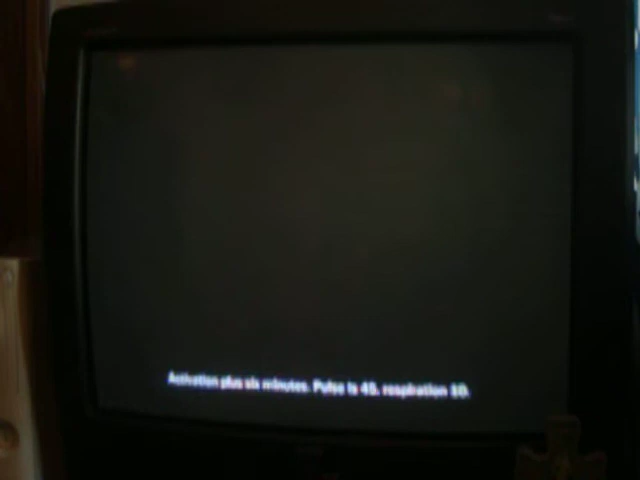 Activation plus six minutes. Pulse is 45, respiration 10.